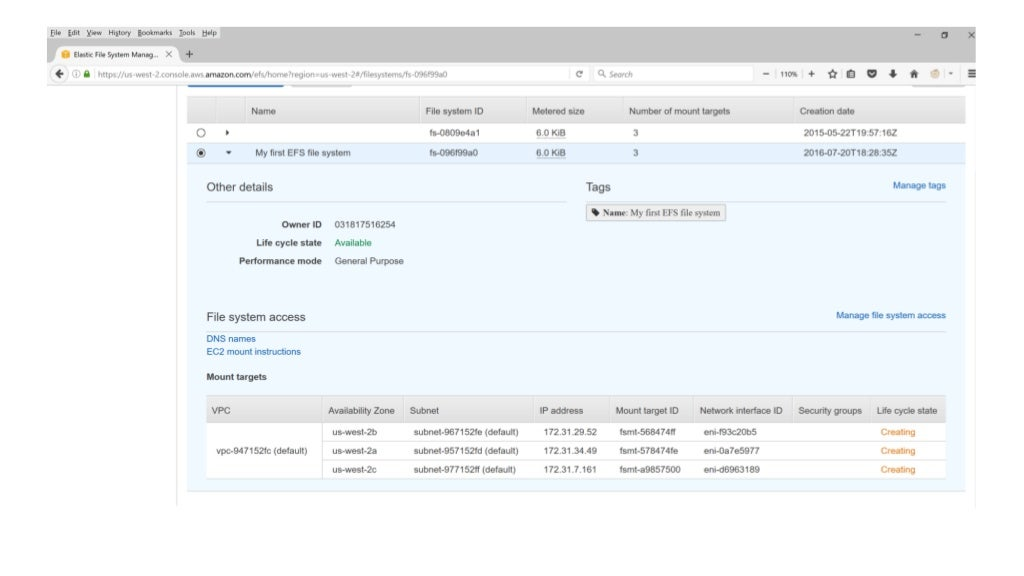 File Edit View History Bookmarks Tools Help
Elastic File System Manag...
https://us-west-2.console.aws.amazon.com/efs/home?region=us-west-2#/filesystems/fs-096f99a0 Search 110%
Name File system ID Metered size Number of mount targets Creation date
fs-0809e4a1 6.0 KiB 3 2015-05-22T19:57:16Z
My first EFS file system fs-096f99a0 6.0 KiB 3 2016-07-20T18:28:35Z
Other details Tags Manage tags
Name: My first EFS file system
Owner ID 031817516254
Life cycle state Available
Performance mode General Purpose
File system access Manage file system access
DNS names
EC2 mount instructions
Mount targets
VPC Availability Zone Subnet IP address Mount target ID Network interface ID Security groups Life cycle state
us-west-2b subnet-967152fe (default) 172.31.29.52 fsmt-568474ff eni-f93c20b5 Creating
vpc-947152fc (default) us-west-2a subnet-957152fd (default) 172.31.34.49 fsmt-578474fe eni-0a7e5977 Creating
us-west-2c subnet-977152ff (default) 172.31.7.161 fsmt-a9857500 eni-d6963189 Creating